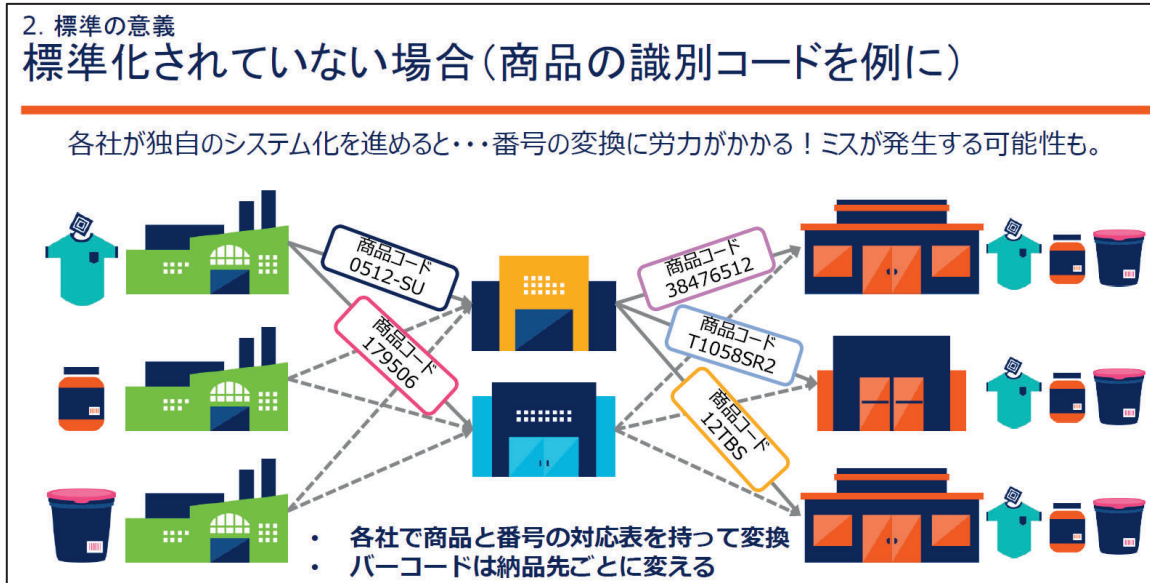 2. 標準の意義
標準化されていない場合（商品の識別コードを例に）
各社が独自のシステム化を進めると・・・番号の変換に労力がかかる！ミスが発生する可能性も。
商品コード
0512-SU
商品コード
179506
商品コード
38476512
商品コード
T1058SR2
商品コード
12TBS
• 各社で商品と番号の対応表を持って変換
• バーコードは納品先ごとに変える